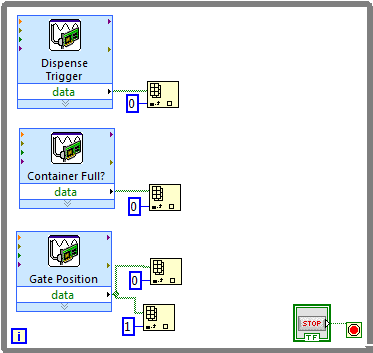 Dispense
Trigger
data
0
Container Full?
data
0
Gate Position
data
0
1
i
STOP
TF